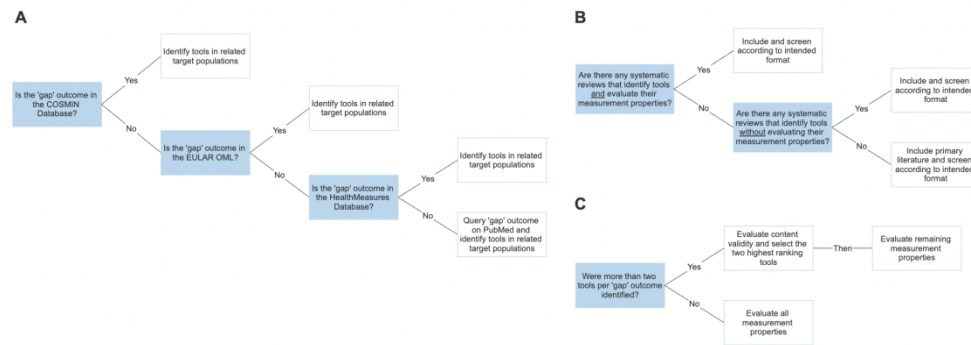 A
Identify tools in related
target populations
Yes
Is the 'gap' outcome in
the COSMIN
Database?
No
Identify tools in related
target populations
Yes
Is the 'gap' outcome in
the EULAR OML?
No
Identify tools in related
target populations
Yes
Is the 'gap' outcome in
the HealthMeasures
Database?
No
Query 'gap' outcome
on PubMed and
identify tools in related
target populations
B
Include and screen
according to intended
format
Yes
Are there any systematic
reviews that identify tools
and evaluate their
measurement properties?
No
Include and screen
according to intended
format
Yes
Are there any systematic
reviews that identify tools
without evaluating their
measurement properties?
No
Include primary
literature and screen
according to intended
format
C
Evaluate content
validity and select the
two highest ranking
tools
Then
Evaluate remaining
measurement
properties
Yes
Were more than two
tools per 'gap' outcome
identified?
No
Evaluate all
measurement
properties